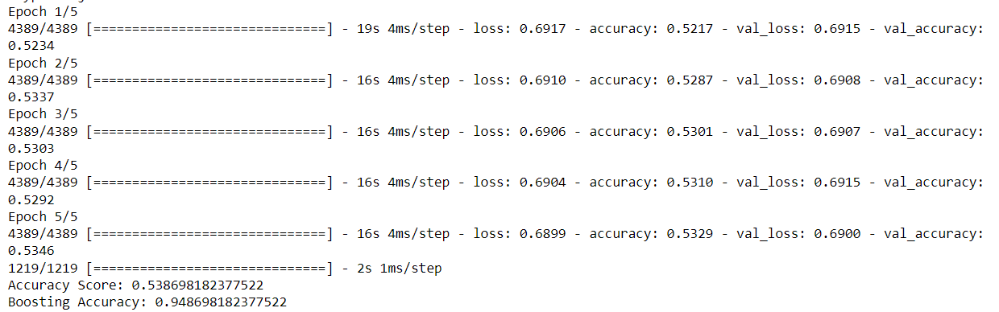 Epoch 1/5
4389/4389 [==============================] - 19s 4ms/step - loss: 0.6917 - accuracy: 0.5217 - val_loss: 0.6915 - val_accuracy:
0.5234
Epoch 2/5
4389/4389 [==============================] - 16s 4ms/step - loss: 0.6910 - accuracy: 0.5287 - val_loss: 0.6908 - val_accuracy:
0.5337
Epoch 3/5
4389/4389 [==============================] - 16s 4ms/step - loss: 0.6906 - accuracy: 0.5301 - val_loss: 0.6907 - val_accuracy:
0.5303
Epoch 4/5
4389/4389 [==============================] - 16s 4ms/step - loss: 0.6904 - accuracy: 0.5310 - val_loss: 0.6915 - val_accuracy:
0.5292
Epoch 5/5
4389/4389 [==============================] - 16s 4ms/step - loss: 0.6899 - accuracy: 0.5329 - val_loss: 0.6900 - val_accuracy:
0.5346
1219/1219 [==============================] - 2s 1ms/step
Accuracy Score: 0.538698182377522
Boosting Accuracy: 0.948698182377522